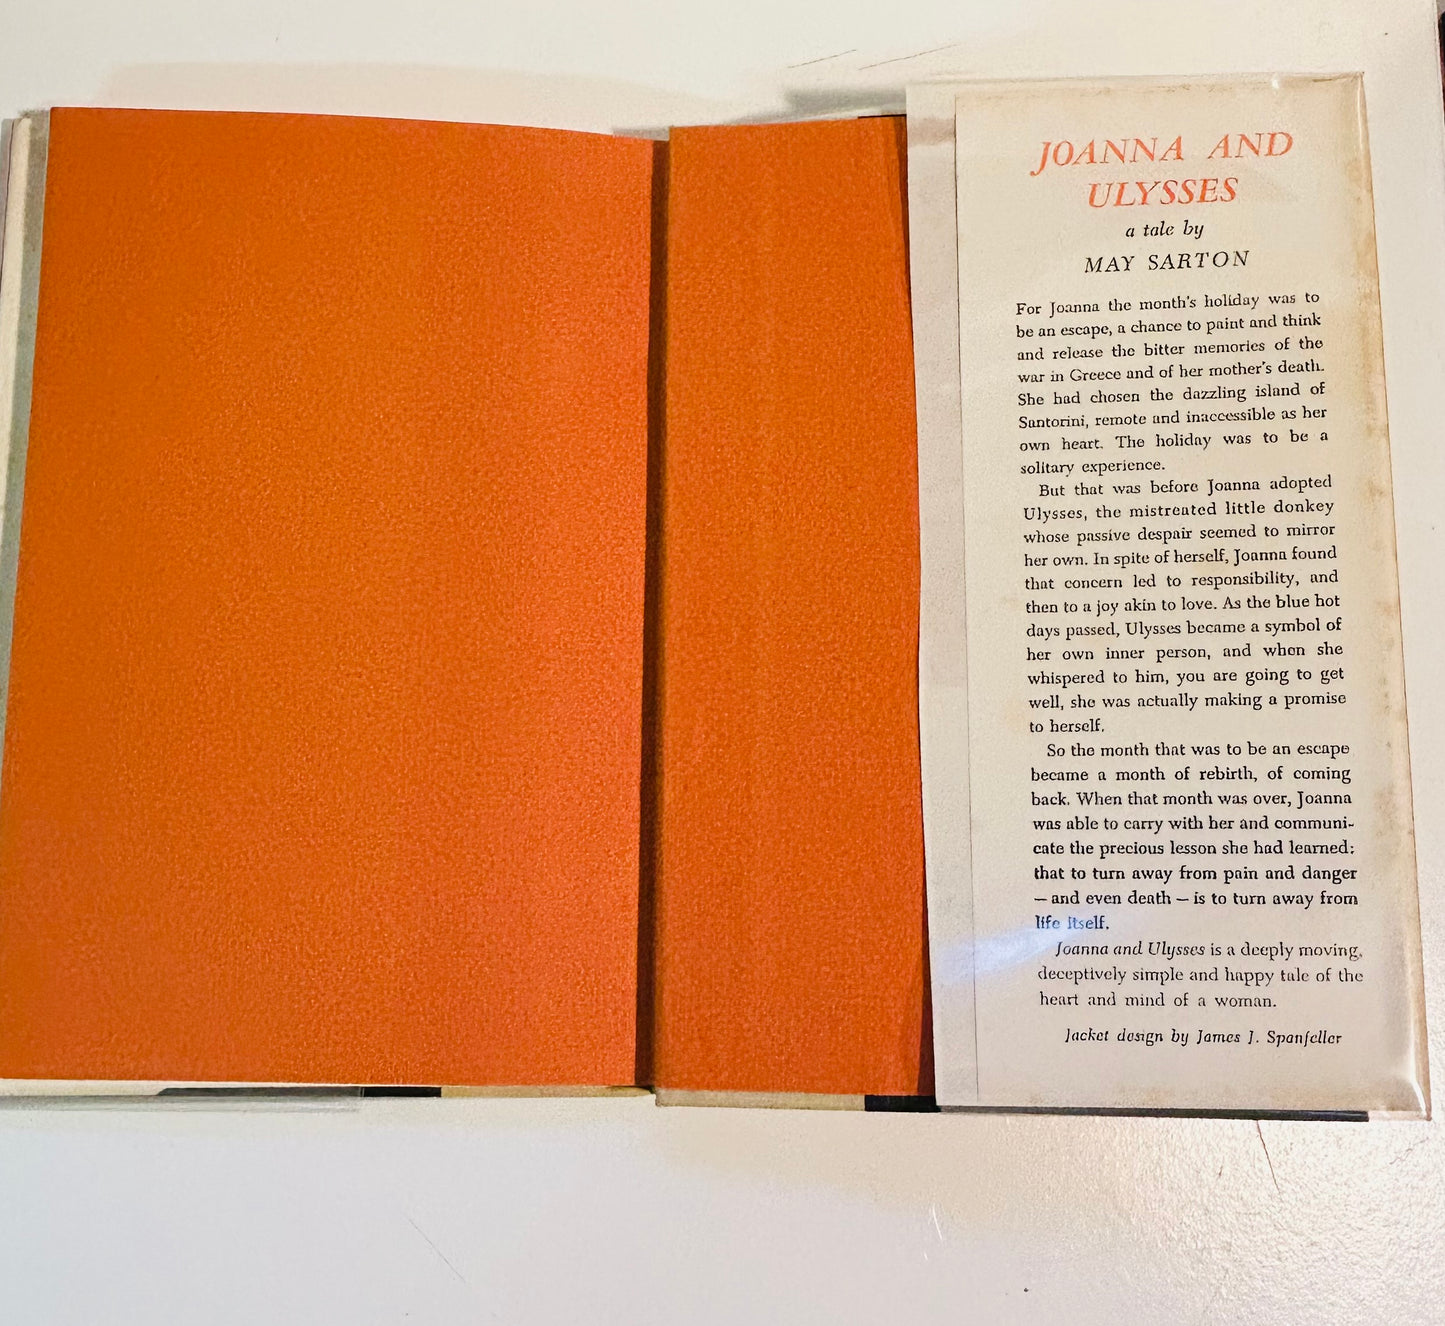 JOANNA AND
ULYSSES
a tale by
MAY SARTON
For Joanna the month's holiday was to
be an escape, a chance to paint and think
and release the bitter memories of the
war in Greece and of her mother's death.
She had chosen the dazzling island of
Santorini, remote and inaccessible as her
own heart. The holiday was to be a
solitary experience.
But that was before Joanna adopted
Ulysses, the mistreated little donkey
whose passive despair seemed to mirror
her own. In spite of herself, Joanna found
that concern led to responsibility, and
then to a joy akin to love. As the blue hot
days passed, Ulysses became a symbol of
her own inner person, and when she
whispered to him, you are going to get
well, she was actually making a promise
to herself.
So the month that was to be an escape
became a month of rebirth, of coming
back. When that month was over, Joanna
was able to carry with her and communi-
cate the precious lesson she had learned:
that to turn away from pain and danger
— and even death — is to turn away from
life itself.
Joanna and Ulysses is a deeply moving,
deceptively simple and happy tale of the
heart and mind of a woman.
Jacket design by James J. Spanfeller